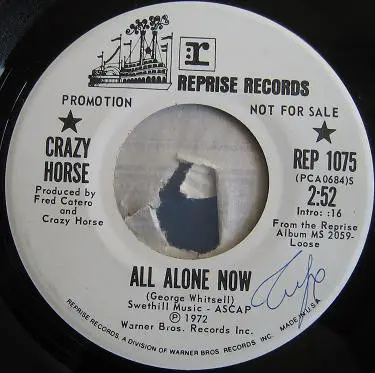 r
REPRISE RECORDS
PROMOTION
NOT FOR SALE
CRAZY
HORSE
Produced by
Fred Catero
and
Crazy Horse
REP 1075
(PCA0684)S
2:52
Intro: :16
From the Reprise
Album MS 2059-
Loose
ALL ALONE NOW
(George Whitsell)
Swethill Music - ASCAP
℗ 1972
Warner Bros. Records Inc.
REPRISE RECORDS, A DIVISION OF WARNER BROS. RECORDS INC. MADE IN U.S.A.